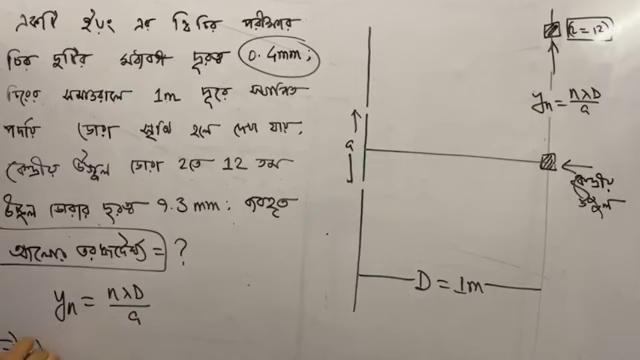 একটি ইয়ং এর দ্বি চির পরীক্ষার
চির দুটির মধ্যবর্তী দূরত্ব 0.4mm;
চিরের সমান্তরালে 1m দূরে স্থাপিত
পর্দায় ডোরা সৃষ্টি হলে দেখা যায়,
কেন্দ্রীয় উজ্জ্বল ডোরা হতে 12 তম
উজ্জ্বল ডোরার দূরত্ব 9.3 mm; ব্যবহৃত
আলোর তরঙ্গদৈর্ঘ্য = ?
yn = nλD/a
(n=12)
yn = nλD/a
a
কেন্দ্রীয়
উজ্জ্বল
D = 1m